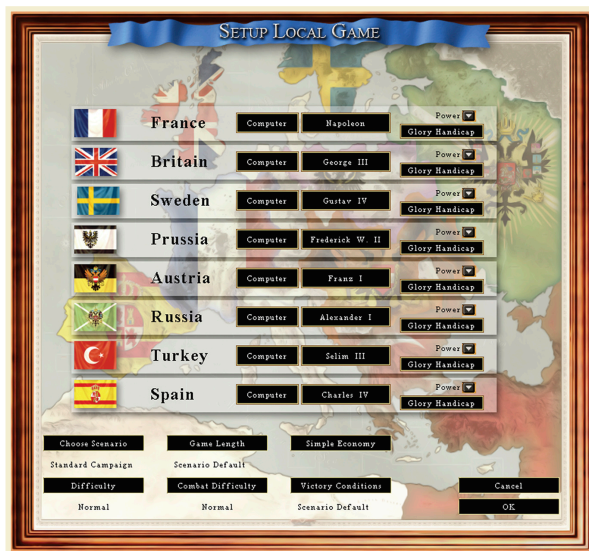 SETUP LOCAL GAME
Power
France Computer Napoleon
Glory Handicap
Power
Britain Computer George III
Glory Handicap
Power
Sweden Computer Gustav IV
Glory Handicap
Power
Prussia Computer Frederick W. II
Glory Handicap
Power
Austria Computer Franz I
Glory Handicap
Power
Russia Computer Alexander I
Glory Handicap
Power
Turkey Computer Selim III
Glory Handicap
Power
Spain Computer Charles IV
Glory Handicap
Choose Scenario Game Length Simple Economy
Standard Campaign Scenario Default
Difficulty Combat Difficulty Victory Conditions Cancel
Normal Normal Scenario Default OK